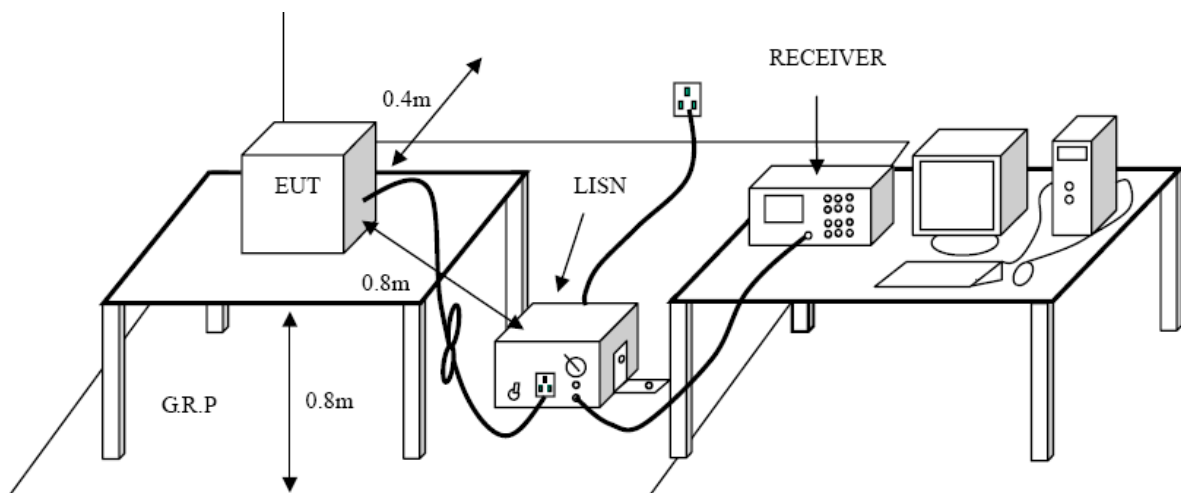 RECEIVER
0.4m
EUT
LISN
0.8m
G.R.P
0.8m